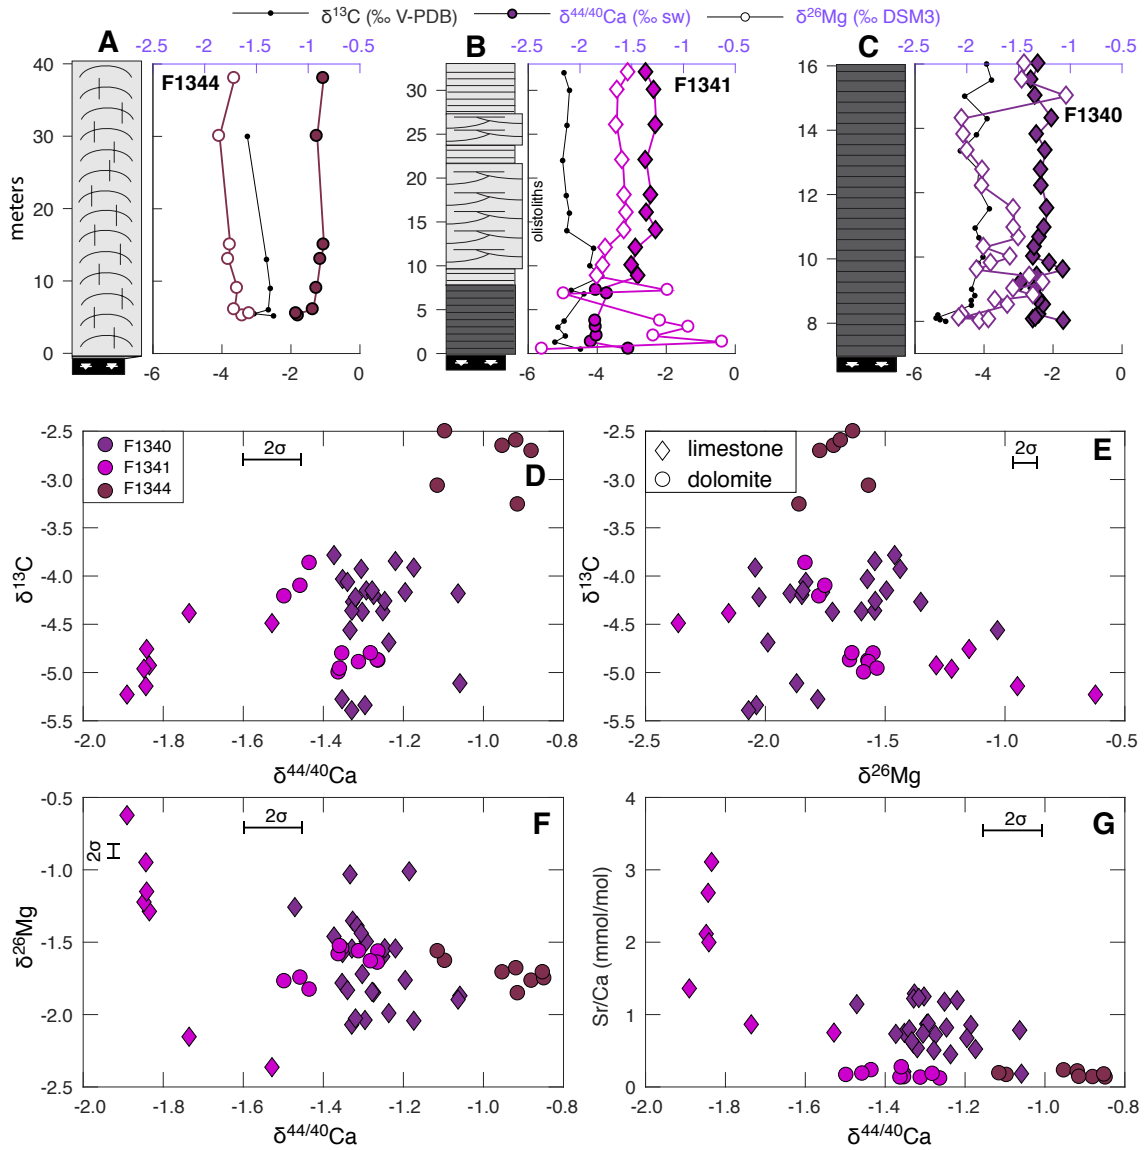 δ13C (‰ V-PDB) δ44/40Ca (‰ sw) δ26Mg (‰ DSM3)
A B C
-2.5 -2 -1.5 -1 -0.5 -2.5 -2 -1.5 -1 -0.5 -2.5 -2 -1.5 -1 -0.5
F1344 F1341 F1340
meters
40
30
20
10
0
-6 -4 -2 0
30
25
20
15
10
5
0
olistoliths
-6 -4 -2 0
16
14
12
10
8
-6 -4 -2 0
D
F1340
F1341
F1344
2σ
δ13C
-2.5
-3.0
-3.5
-4.0
-4.5
-5.0
-5.5
-2.0 -1.8 -1.6 -1.4 -1.2 -1.0 -0.8
δ44/40Ca
E
limestone
dolomite
2σ
δ13C
-2.5
-3.0
-3.5
-4.0
-4.5
-5.0
-5.5
-2.5 -2.0 -1.5 -1.0 -0.5
δ26Mg
F
2σ
2σ
δ26Mg
-0.5
-1.0
-1.5
-2.0
-2.5
-2.0 -1.8 -1.6 -1.4 -1.2 -1.0 -0.8
δ44/40Ca
G
2σ
Sr/Ca (mmol/mol)
4
3
2
1
0
-2.0 -1.8 -1.6 -1.4 -1.2 -1.0 -0.8
δ44/40Ca